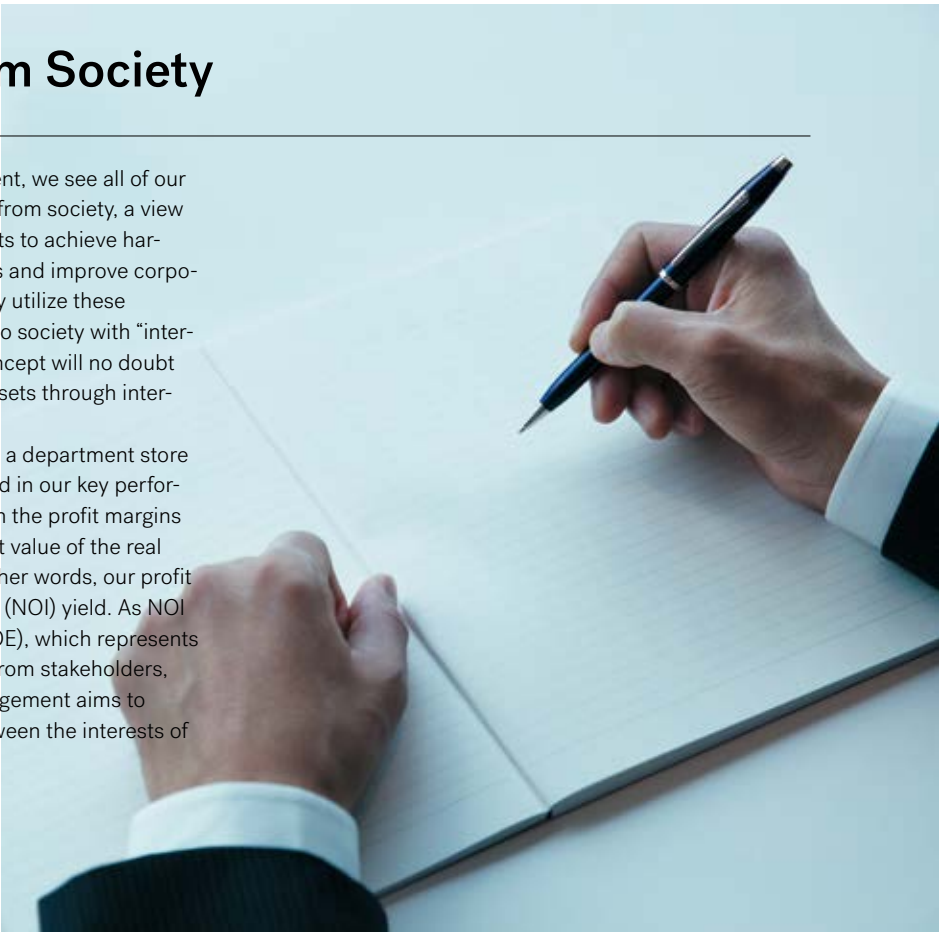 m Society
ent, we see all of our
from society, a view
ts to achieve har-
s and improve corpo-
y utilize these
o society with “inter-
ncept will no doubt
sets through inter-
a department store
d in our key perfor-
n the profit margins
t value of the real
her words, our profit
(NOI) yield. As NOI
OE), which represents
rom stakeholders,
gement aims to
ween the interests of